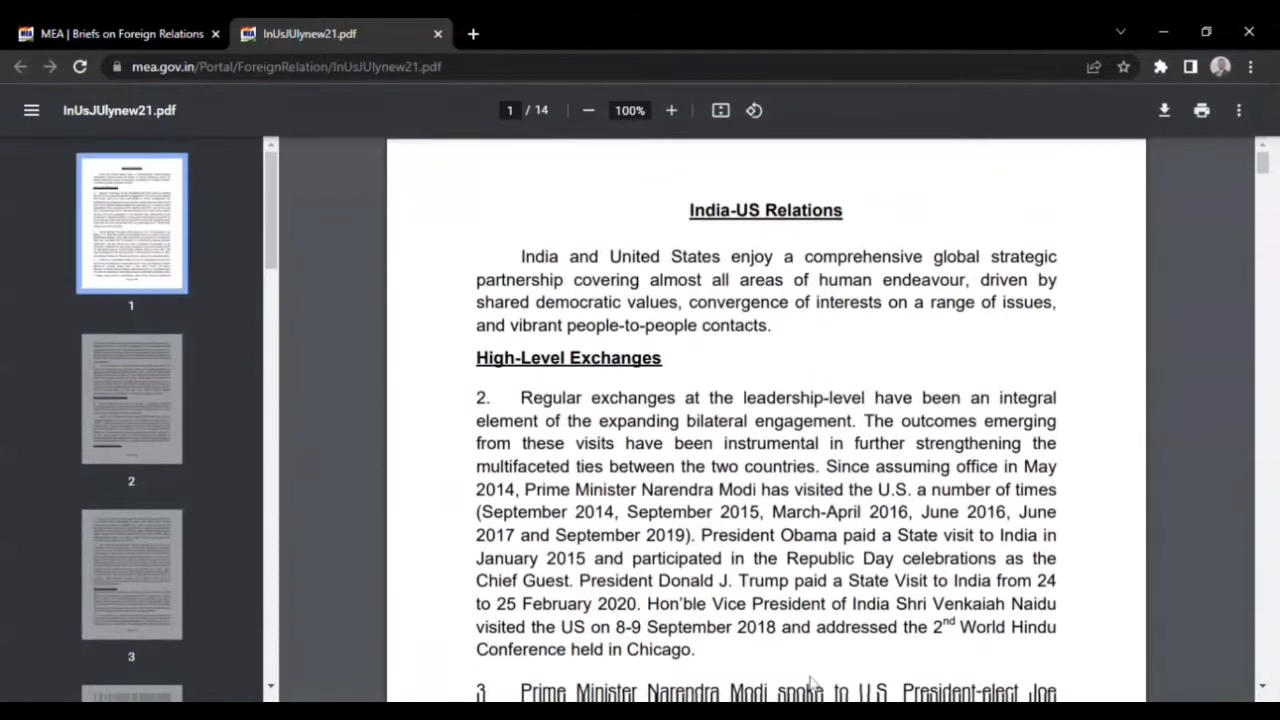 MEA | Briefs on Foreign Relations
InUsJUlynew21.pdf
mea.gov.in/Portal/ForeignRelation/InUsJUlynew21.pdf
InUsJUlynew21.pdf
1 / 14
100%
1
2
3
India-US Relations
India and United States enjoy a comprehensive global strategic
partnership covering almost all areas of human endeavour, driven by
shared democratic values, convergence of interests on a range of issues,
and vibrant people-to-people contacts.
High-Level Exchanges
2. Regular exchanges at the leadership-level have been an integral
element of the expanding bilateral engagement. The outcomes emerging
from these visits have been instrumental in further strengthening the
multifaceted ties between the two countries. Since assuming office in May
2014, Prime Minister Narendra Modi has visited the U.S. a number of times
(September 2014, September 2015, March-April 2016, June 2016, June
2017 and September 2019). President Obama paid a State visit to India in
January 2015 and participated in the Republic Day celebrations as the
Chief Guest. President Donald J. Trump paid a State Visit to India from 24
to 25 February 2020. Hon'ble Vice President of India Shri Venkaiah Naidu
visited the US on 8-9 September 2018 and addressed the 2nd World Hindu
Conference held in Chicago.
3 Prime Minister Narendra Modi spoke to U.S. President-elect Joe